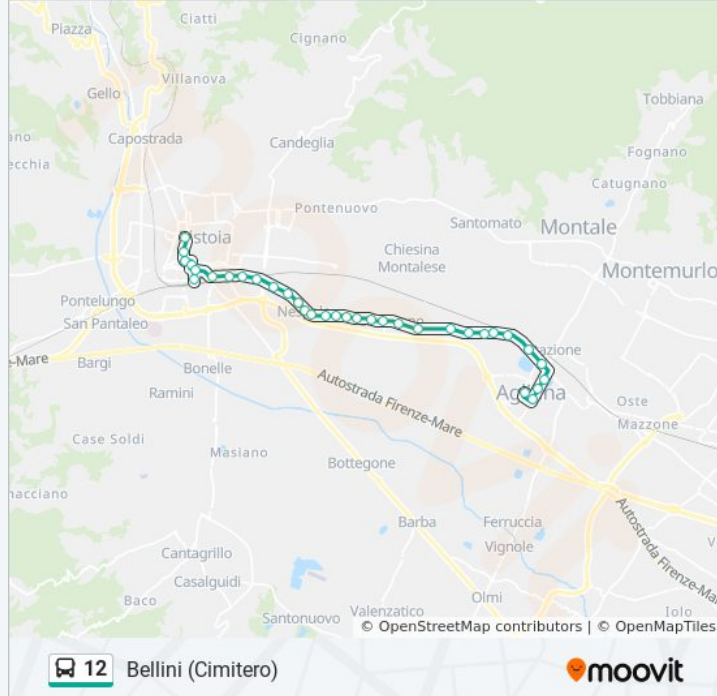 Piazza
Ciatti
Cignano
Villanova
Gello
Tobbiana
Capostrada
Candeglia
Fognano
Catugnano
Pontenuovo
Santomato
Montale
Chiesina
Montalese
Montemurlo
Pontelungo
San Pantaleo
e-Mare
Bargi
Bonelle
Ramini
Autostrada Firenze-Mare
Oste
Mazzone
Case Soldi
Masiano
Bottegone
Barba
Ferruccia
Vignole
Autostrada Firenze-Mar
Cantagrillo
Casalguidi
Baco
Santonuovo
Valenzatico
Olmi
Iolo
© OpenStreetMap contributors | © OpenMapTiles
12 Bellini (Cimitero)
moovit